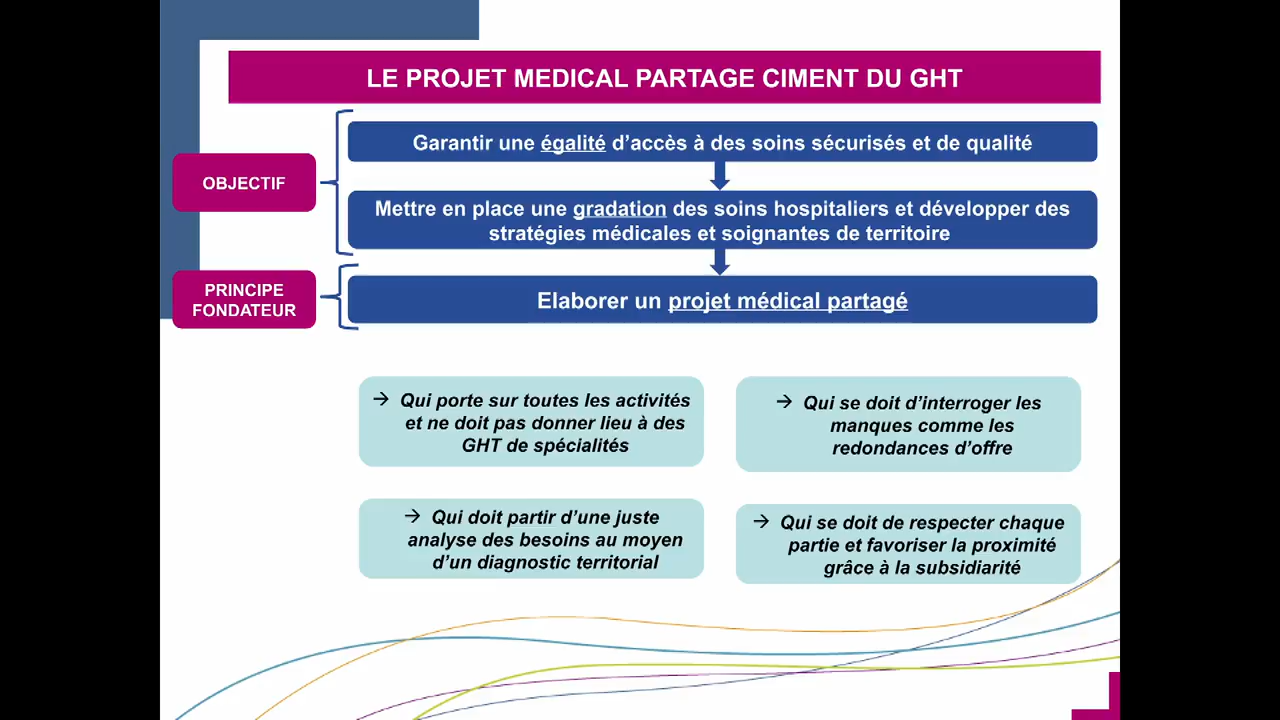 LE PROJET MEDICAL PARTAGE CIMENT DU GHT
OBJECTIF
Garantir une égalité d’accès à des soins sécurisés et de qualité
Mettre en place une gradation des soins hospitaliers et développer des
stratégies médicales et soignantes de territoire
PRINCIPE
FONDATEUR
Elaborer un projet médical partagé
→ Qui porte sur toutes les activités
et ne doit pas donner lieu à des
GHT de spécialités
→ Qui se doit d’interroger les
manques comme les
redondances d’offre
→ Qui doit partir d’une juste
analyse des besoins au moyen
d’un diagnostic territorial
→ Qui se doit de respecter chaque
partie et favoriser la proximité
grâce à la subsidiarité